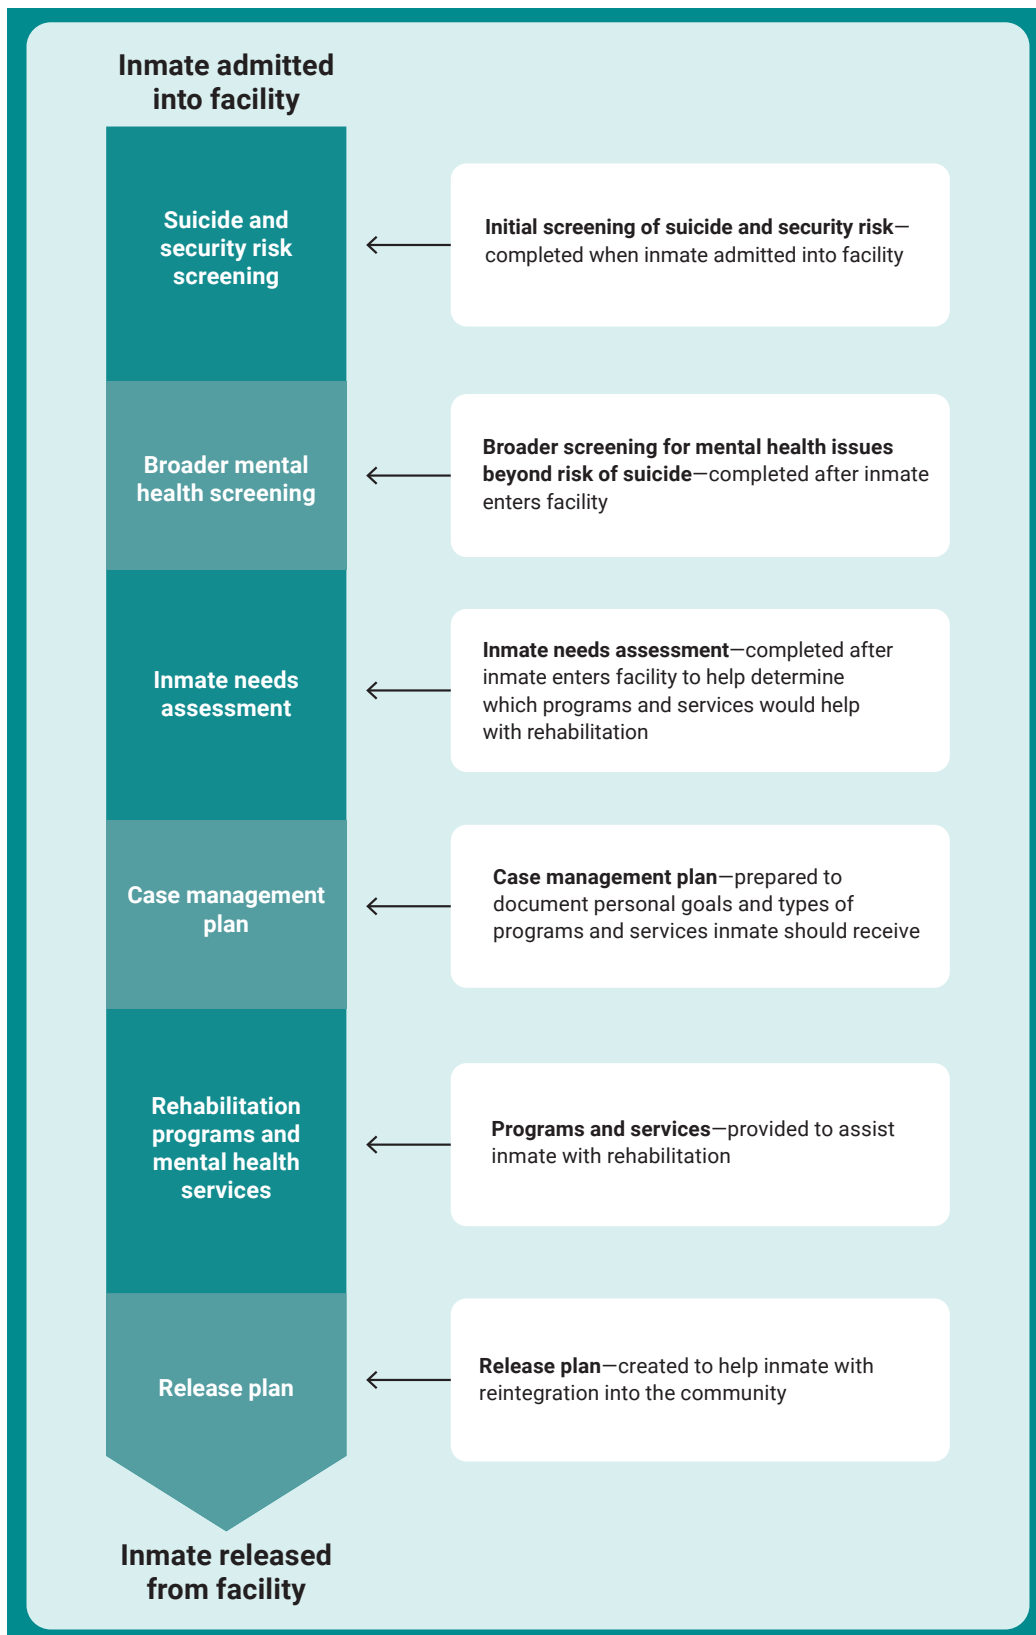 Inmate admitted
into facility
Suicide and
security risk
screening
Initial screening of suicide and security risk—
completed when inmate admitted into facility
Broader mental
health screening
Broader screening for mental health issues
beyond risk of suicide—completed after inmate
enters facility
Inmate needs
assessment
Inmate needs assessment—completed after
inmate enters facility to help determine
which programs and services would help
with rehabilitation
Case management
plan
Case management plan—prepared to
document personal goals and types of
programs and services inmate should receive
Rehabilitation
programs and
mental health
services
Programs and services—provided to assist
inmate with rehabilitation
Release plan
Release plan—created to help inmate with
reintegration into the community
Inmate released
from facility